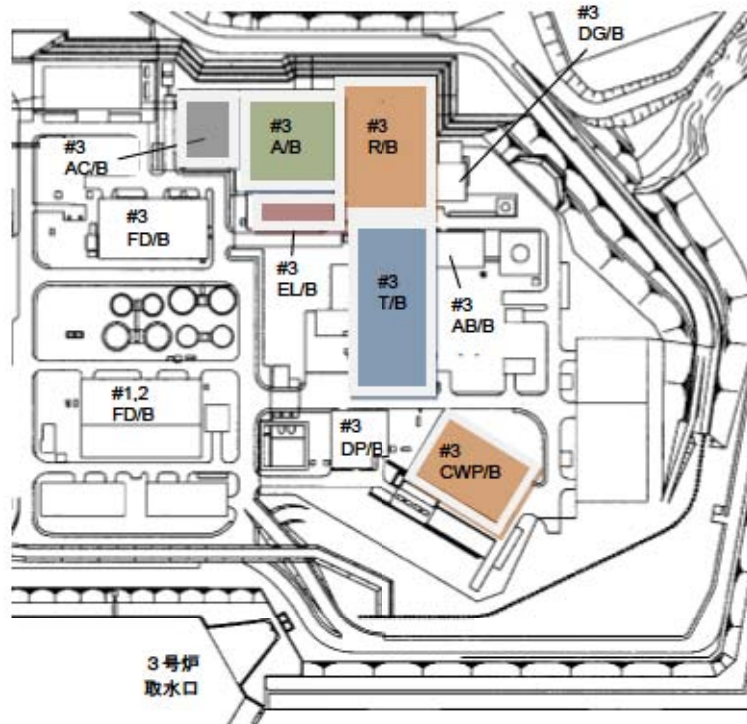 #3
DG/B
#3
AC/B
#3
A/B
#3
R/B
#3
FD/B
#3
EL/B
#3
T/B
#3
AB/B
#1,2
FD/B
#3
DP/B
#3
CWP/B
3号炉
取水口